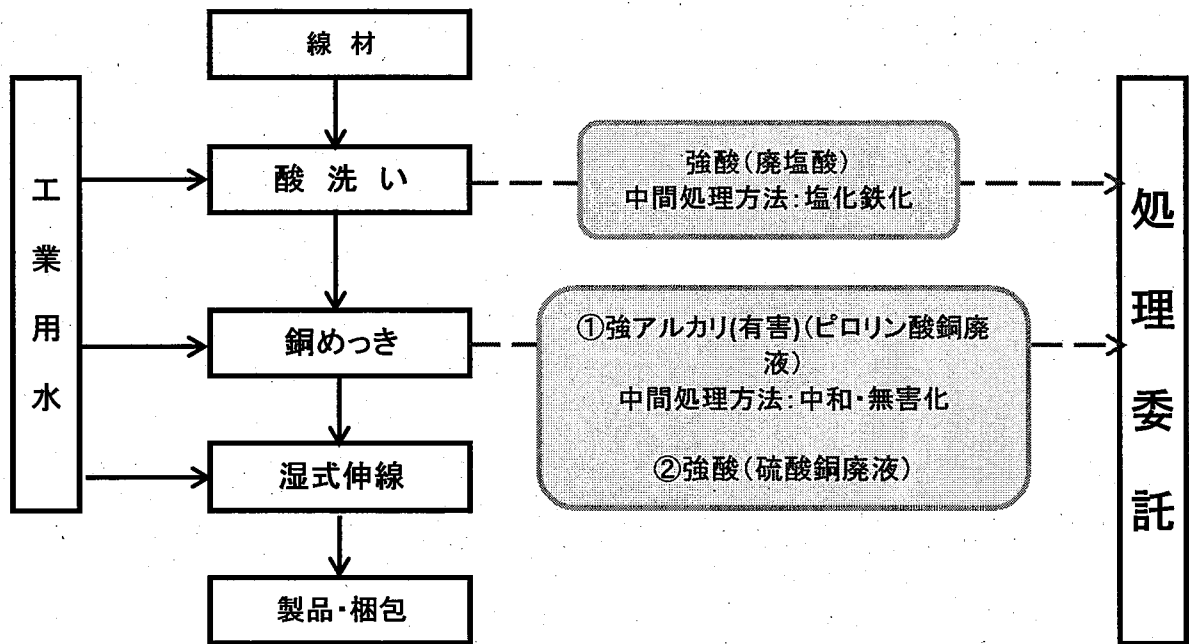 線 材
工業用水
酸 洗 い
強酸(廃塩酸)
中間処理方法:塩化鉄化
銅めっき
①強アルカリ(有害)(ピロリン酸銅廃
液)
中間処理方法:中和・無害化
②強酸(硫酸銅廃液)
湿式伸線
製品・梱包
処理委託